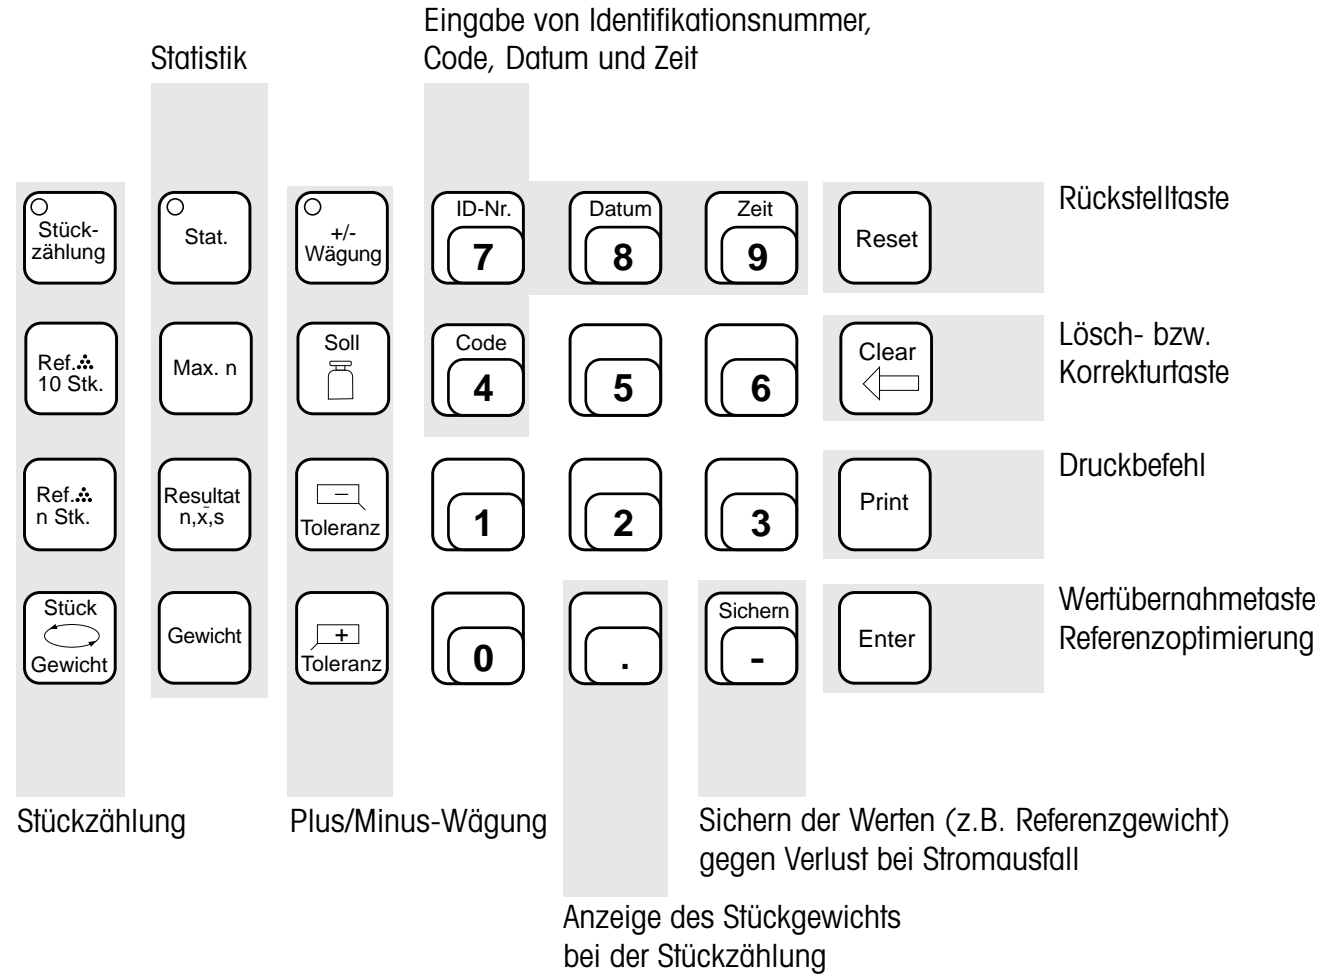 Eingabe von Identifikationsnummer,
Code, Datum und Zeit
Statistik
Stück-
zählung
Stat.
+/-
Wägung
ID-Nr.
7
Datum
8
Zeit
9
Reset
Rückstelltaste
Ref.
10 Stk.
Max. n
Soll
Code
4
5
6
Clear
Lösch- bzw.
Korrekturtaste
Ref.
n Stk.
Resultat
n,x̄,s
−
Toleranz
1
2
3
Print
Druckbefehl
Stück
Gewicht
Gewicht
+
Toleranz
0
.
Sichern
-
Enter
Wertübernahmetaste
Referenzoptimierung
Stückzählung
Plus/Minus-Wägung
Sichern der Werten (z.B. Referenzgewicht)
gegen Verlust bei Stromausfall
Anzeige des Stückgewichts
bei der Stückzählung